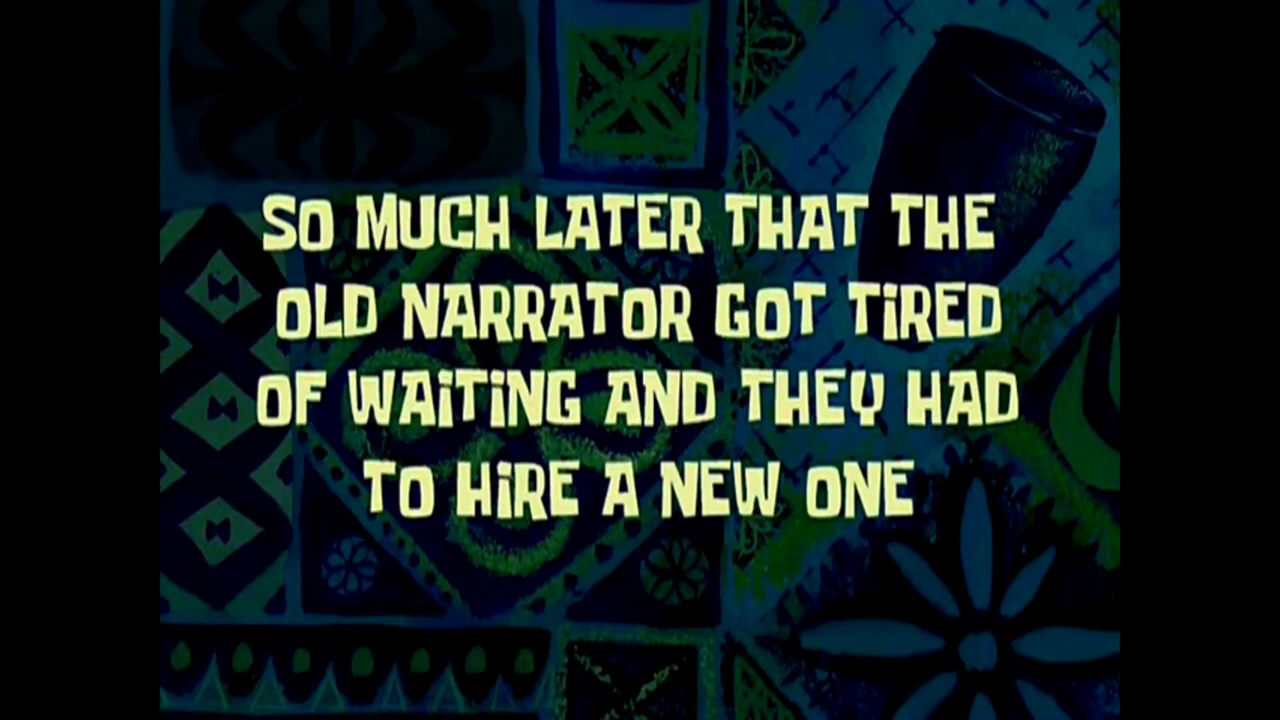 SO MUCH LATER THAT THE
OLD NARRATOR GOT TiRED
OF WAiTiNG AND THEY HAD
TO HiRE A NEW ONE